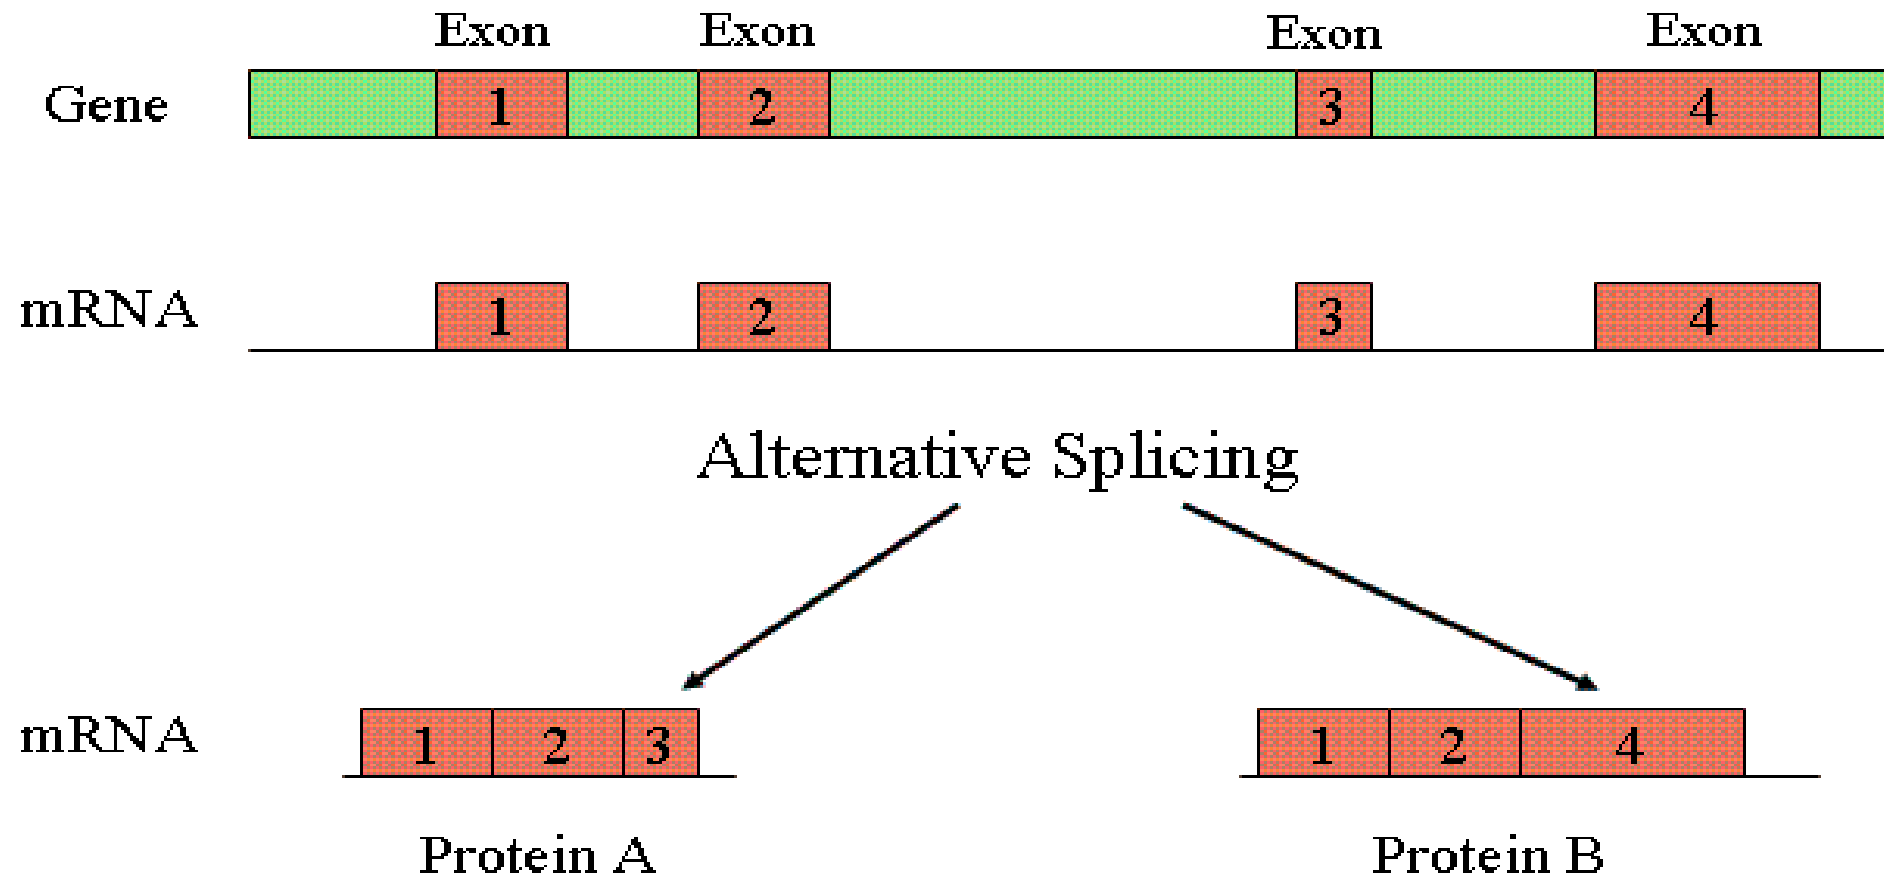 Exon Exon Exon Exon
Gene 1 2 3 4
mRNA 1 2 3 4
Alternative Splicing
mRNA 1 2 3 1 2 4
Protein A Protein B